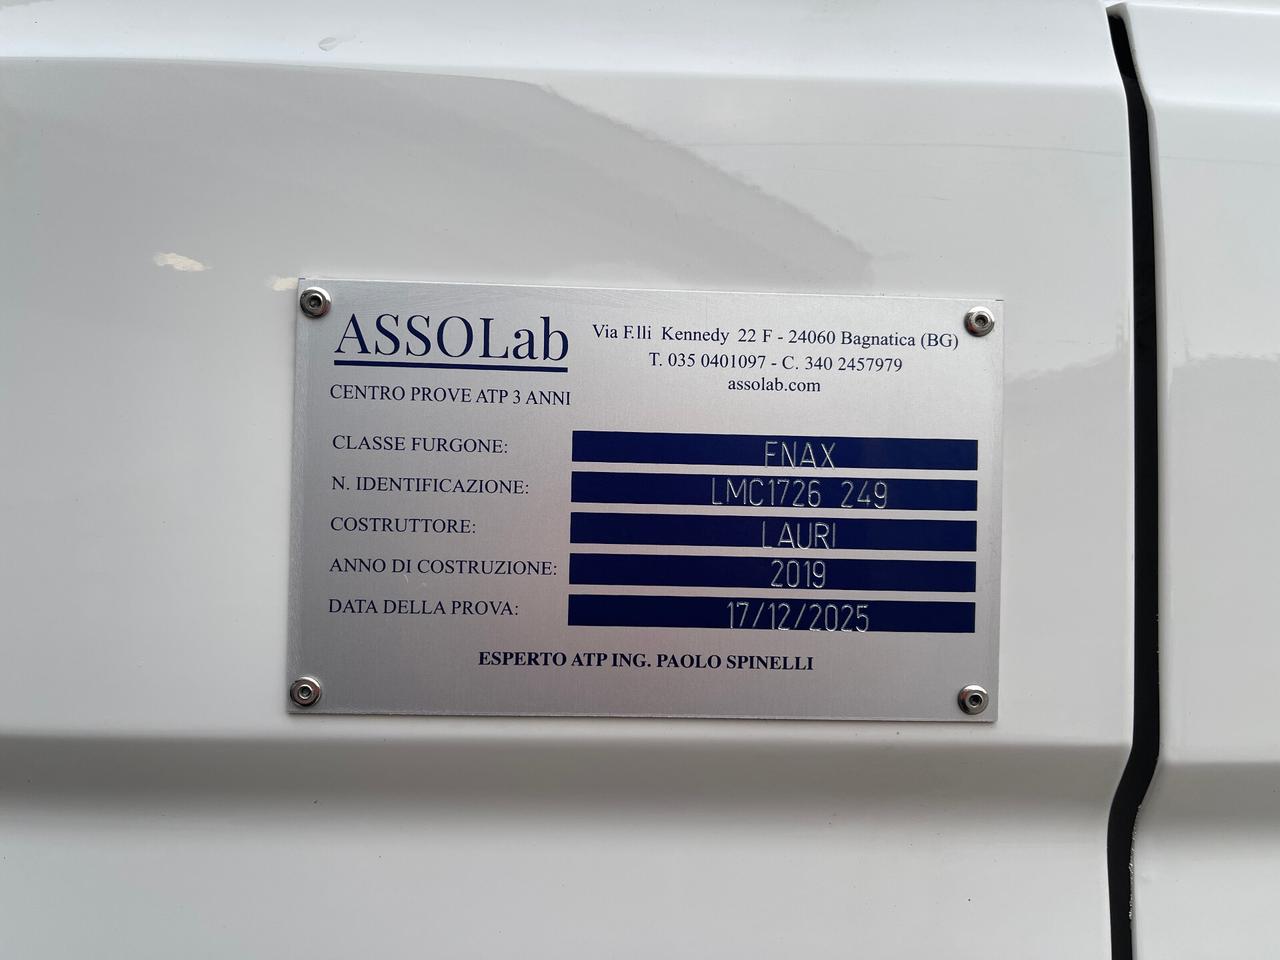 ASSOLab
Via F.lli Kennedy 22 F - 24060 Bagnatica (BG)
T. 035 0401097 - C. 340 2457979
assolab.com
CENTRO PROVE ATP 3 ANNI
CLASSE FURGONE: FNAX
N. IDENTIFICAZIONE: LMC1726 249
COSTRUTTORE: LAURI
ANNO DI COSTRUZIONE: 2019
DATA DELLA PROVA: 17/12/2025
ESPERTO ATP ING. PAOLO SPINELLI